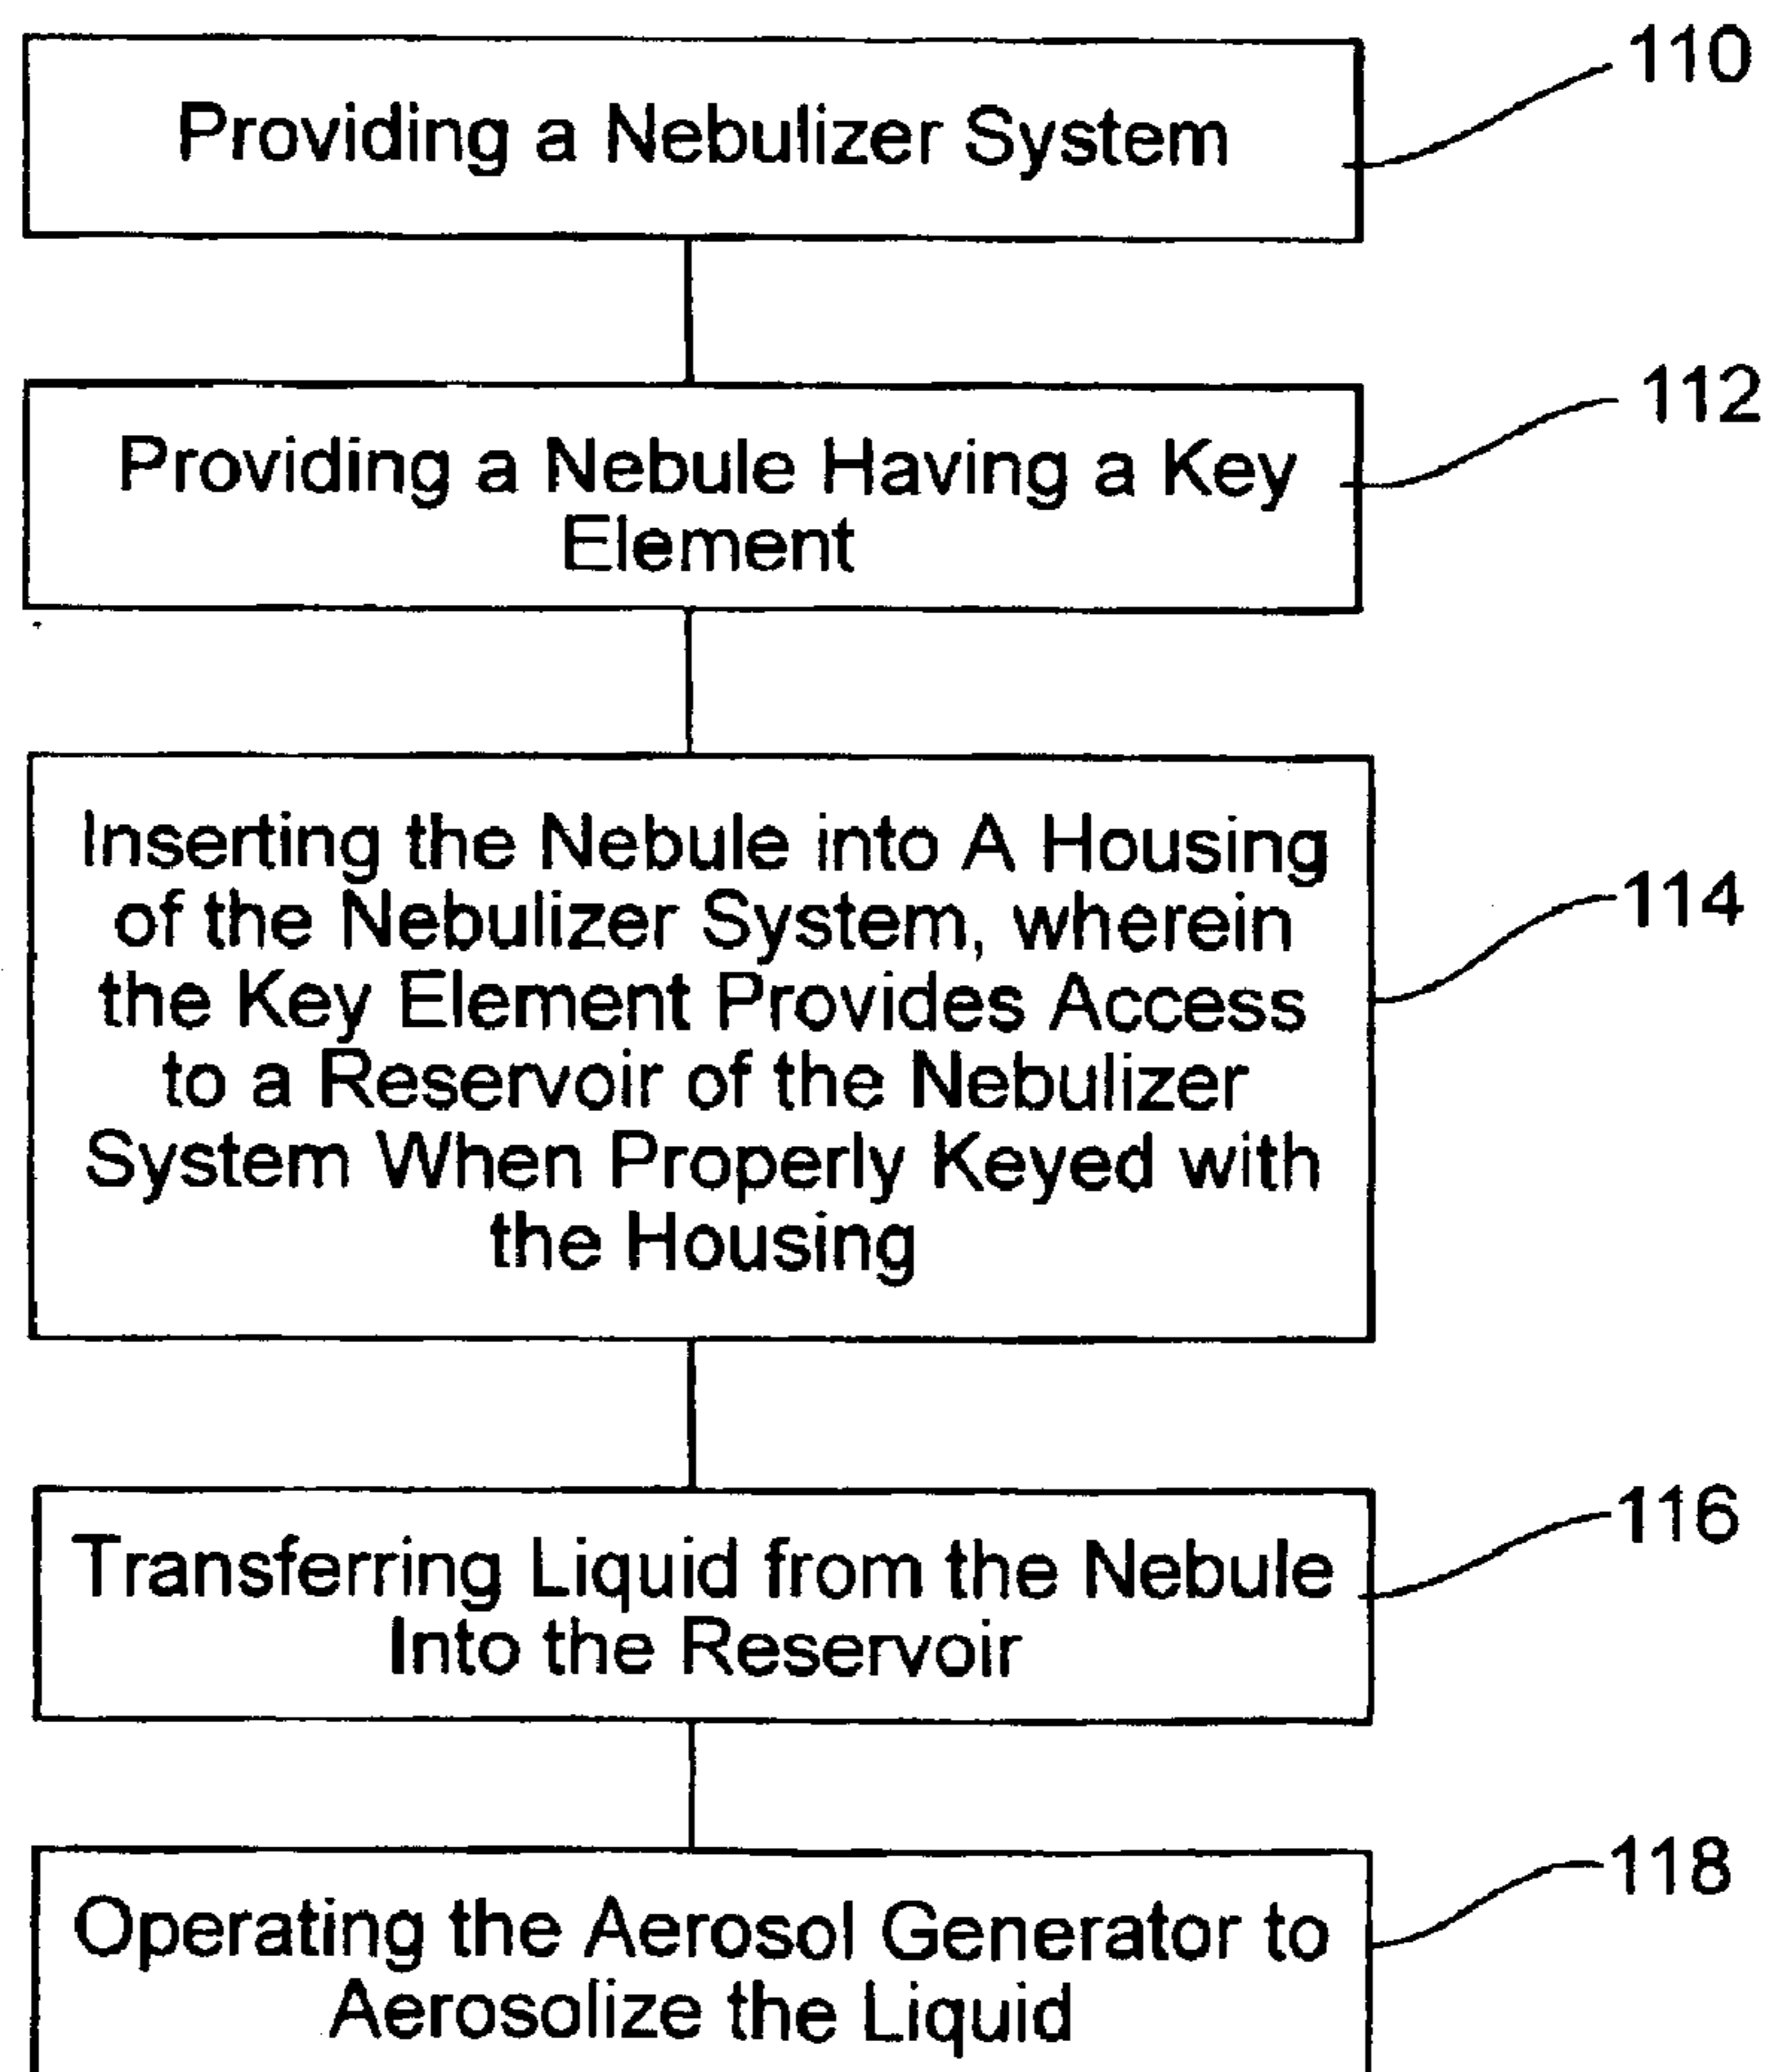 Providing a Nebulizer System
110
Providing a Nebule Having a Key
Element
112
Inserting the Nebule into A Housing
of the Nebulizer System, wherein
the Key Element Provides Access
to a Reservoir of the Nebulizer
System When Properly Keyed with
the Housing
114
Transferring Liquid from the Nebule
Into the Reservoir
116
Operating the Aerosol Generator to
Aerosolize the Liquid
118